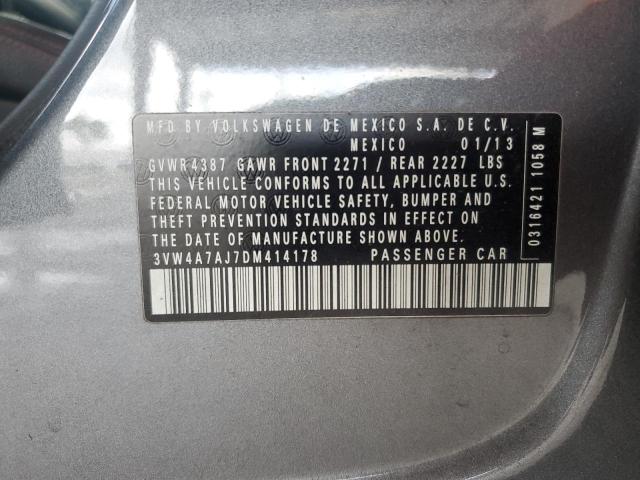 MFD BY VOLKSWAGEN DE MEXICO S.A. DE C.V.
MEXICO 01/13
GVWR 4387 GAWR FRONT 2271 / REAR 2227 LBS
THIS VEHICLE CONFORMS TO ALL APPLICABLE U.S.
FEDERAL MOTOR VEHICLE SAFETY, BUMPER AND
THEFT PREVENTION STANDARDS IN EFFECT ON
THE DATE OF MANUFACTURE SHOWN ABOVE.
3VW4A7AJ7DM414178 PASSENGER CAR
0316421 1058 M